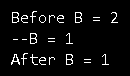 Before B = 2
--B = 1
After B = 1